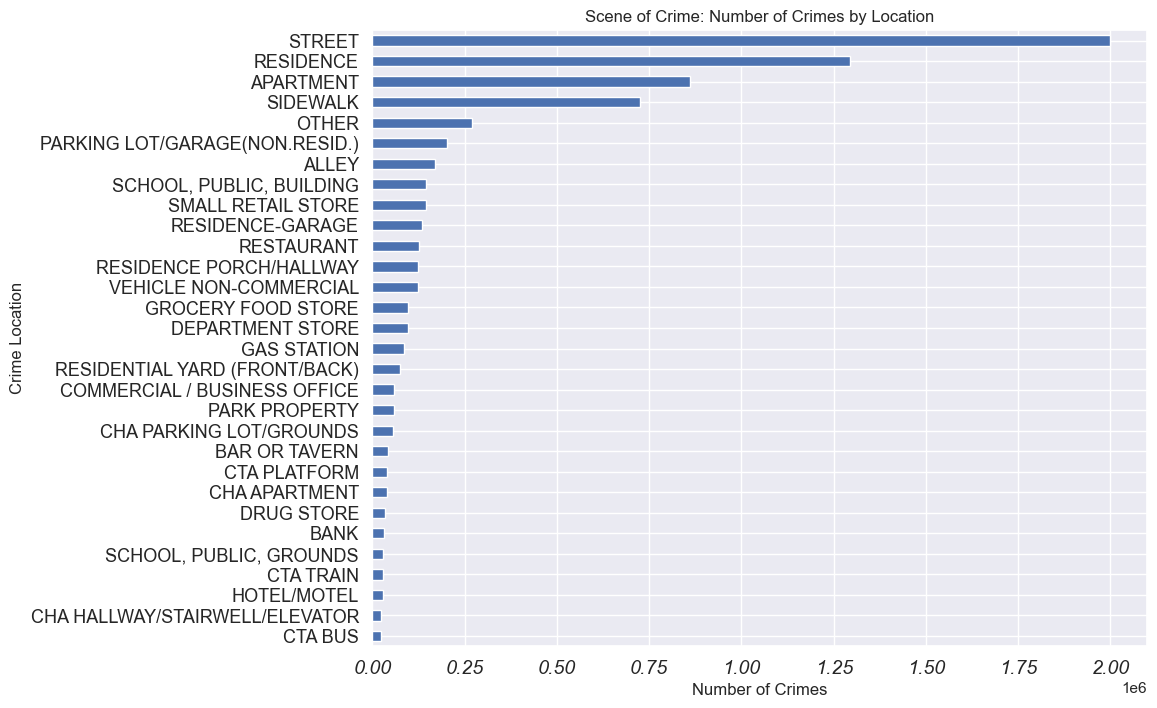 Scene of Crime: Number of Crimes by Location
Crime Location
STREET
RESIDENCE
APARTMENT
SIDEWALK
OTHER
PARKING LOT/GARAGE(NON.RESID.)
ALLEY
SCHOOL, PUBLIC, BUILDING
SMALL RETAIL STORE
RESIDENCE-GARAGE
RESTAURANT
RESIDENCE PORCH/HALLWAY
VEHICLE NON-COMMERCIAL
GROCERY FOOD STORE
DEPARTMENT STORE
GAS STATION
RESIDENTIAL YARD (FRONT/BACK)
COMMERCIAL / BUSINESS OFFICE
PARK PROPERTY
CHA PARKING LOT/GROUNDS
BAR OR TAVERN
CTA PLATFORM
CHA APARTMENT
DRUG STORE
BANK
SCHOOL, PUBLIC, GROUNDS
CTA TRAIN
HOTEL/MOTEL
CHA HALLWAY/STAIRWELL/ELEVATOR
CTA BUS
0.00 0.25 0.50 0.75 1.00 1.25 1.50 1.75 2.00
1e6
Number of Crimes